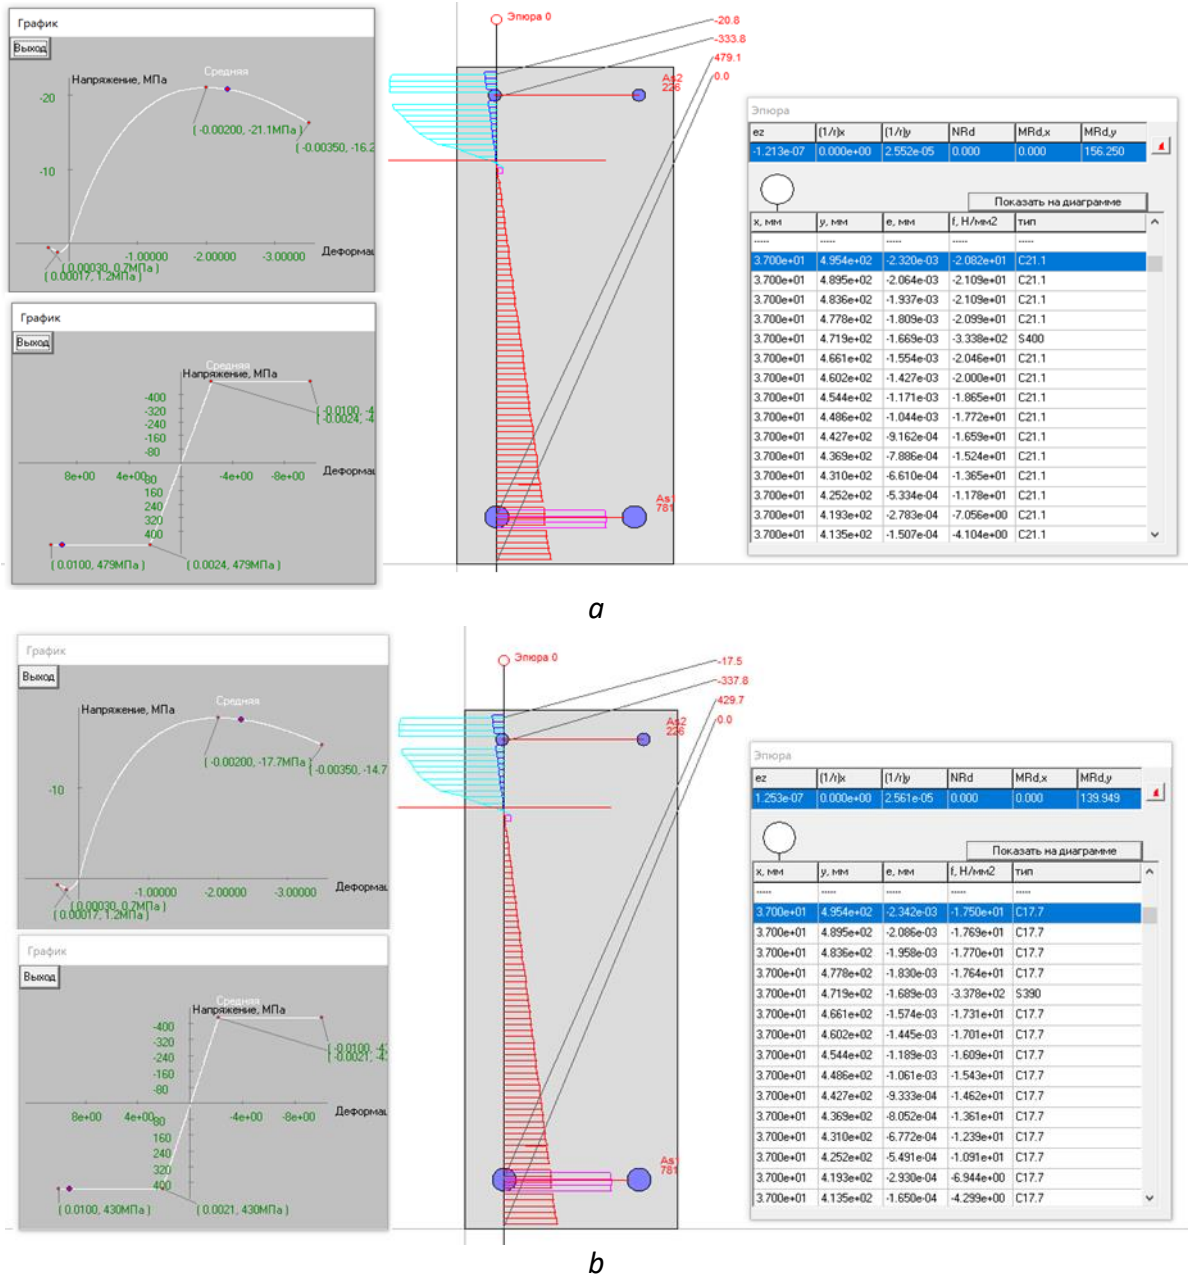 График
Выход
Напряжение, МПа
Средняя
-20
( -0.00200, -21.1МПа )
( -0.00350, -16.2
-10
-1.00000
-2.00000
-3.00000
Деформац
( 0.00030, 0.7МПа )
( 0.00017, 1.2МПа )
График
Выход
Средняя
Напряжение, МПа
-400
-320
-240
-160
-80
( -0.0100, -4
( -0.0024, -4
8e+00
4e+00
-4e+00
-8e+00
Деформац
80
160
240
320
400
( 0.0100, 479МПа )
( 0.0024, 479МПа )
Эпюра 0
-20.8
-333.8
479.1
0.0
As2
226
As1
781
Эпюра
ez (1/r)x (1/r)y NRd MRd,x MRd,y
-1.213e-07 0.000e+00 2.552e-05 0.000 0.000 156.250
Показать на диаграмме
x, мм y, мм e, мм f, Н/мм2 тип
----- ----- ----- ----- -----
3.700e+01 4.954e+02 -2.320e-03 -2.082e+01 C21.1
3.700e+01 4.895e+02 -2.064e-03 -2.109e+01 C21.1
3.700e+01 4.836e+02 -1.937e-03 -2.109e+01 C21.1
3.700e+01 4.778e+02 -1.809e-03 -2.099e+01 C21.1
3.700e+01 4.719e+02 -1.669e-03 -3.338e+02 S400
3.700e+01 4.661e+02 -1.554e-03 -2.046e+01 C21.1
3.700e+01 4.602e+02 -1.427e-03 -2.000e+01 C21.1
3.700e+01 4.544e+02 -1.171e-03 -1.865e+01 C21.1
3.700e+01 4.486e+02 -1.044e-03 -1.772e+01 C21.1
3.700e+01 4.427e+02 -9.162e-04 -1.659e+01 C21.1
3.700e+01 4.369e+02 -7.886e-04 -1.524e+01 C21.1
3.700e+01 4.310e+02 -6.610e-04 -1.365e+01 C21.1
3.700e+01 4.252e+02 -5.334e-04 -1.178e+01 C21.1
3.700e+01 4.193e+02 -2.783e-04 -7.056e+00 C21.1
3.700e+01 4.135e+02 -1.507e-04 -4.104e+00 C21.1
a
График
Выход
Средняя
Напряжение, МПа
( -0.00200, -17.7МПа )
( -0.00350, -14.7
-10
-1.00000
-2.00000
-3.00000
Деформац
( 0.00030, 0.7МПа )
( 0.00017, 1.2МПа )
График
Выход
Средняя
Напряжение, МПа
-400
-320
-240
-160
-80
( -0.0100, -4
( -0.0021, -4
8e+00
4e+00
-4e+00
-8e+00
Деформац
80
160
240
320
400
( 0.0100, 430МПа )
( 0.0021, 430МПа )
Эпюра 0
-17.5
-337.8
429.7
0.0
As2
226
As1
781
Эпюра
ez (1/r)x (1/r)y NRd MRd,x MRd,y
1.253e-07 0.000e+00 2.561e-05 0.000 0.000 139.949
Показать на диаграмме
x, мм y, мм e, мм f, Н/мм2 тип
----- ----- ----- ----- -----
3.700e+01 4.954e+02 -2.342e-03 -1.750e+01 C17.7
3.700e+01 4.895e+02 -2.086e-03 -1.769e+01 C17.7
3.700e+01 4.836e+02 -1.958e-03 -1.770e+01 C17.7
3.700e+01 4.778e+02 -1.830e-03 -1.764e+01 C17.7
3.700e+01 4.719e+02 -1.689e-03 -3.378e+02 S390
3.700e+01 4.661e+02 -1.574e-03 -1.731e+01 C17.7
3.700e+01 4.602e+02 -1.445e-03 -1.701e+01 C17.7
3.700e+01 4.544e+02 -1.189e-03 -1.609e+01 C17.7
3.700e+01 4.486e+02 -1.061e-03 -1.543e+01 C17.7
3.700e+01 4.427e+02 -9.333e-04 -1.462e+01 C17.7
3.700e+01 4.369e+02 -8.052e-04 -1.361e+01 C17.7
3.700e+01 4.310e+02 -6.772e-04 -1.239e+01 C17.7
3.700e+01 4.252e+02 -5.491e-04 -1.091e+01 C17.7
3.700e+01 4.193e+02 -2.930e-04 -6.944e+00 C17.7
3.700e+01 4.135e+02 -1.650e-04 -4.299e+00 C17.7
b